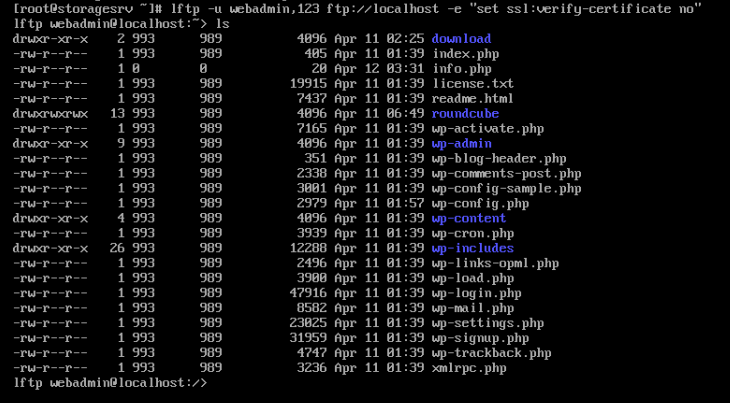 [root@storagesrv ~]# lftp -u webadmin,123 ftp://localhost -e "set ssl:verify-certificate no"
lftp webadmin@localhost:~> ls
drwxr-xr-x    2 993      989          4096 Apr 11 02:25 download
-rw-r--r--    1 993      989           405 Apr 11 01:39 index.php
-rw-r--r--    1 0        0              20 Apr 12 03:31 info.php
-rw-r--r--    1 993      989         19915 Apr 11 01:39 license.txt
-rw-r--r--    1 993      989          7437 Apr 11 01:39 readme.html
drwxrwxrwx   13 993      989          4096 Apr 11 06:49 roundcube
-rw-r--r--    1 993      989          7165 Apr 11 01:39 wp-activate.php
drwxr-xr-x    9 993      989          4096 Apr 11 01:39 wp-admin
-rw-r--r--    1 993      989           351 Apr 11 01:39 wp-blog-header.php
-rw-r--r--    1 993      989          2338 Apr 11 01:39 wp-comments-post.php
-rw-r--r--    1 993      989          3001 Apr 11 01:39 wp-config-sample.php
-rw-r--r--    1 993      989          2979 Apr 11 01:57 wp-config.php
drwxr-xr-x    4 993      989          4096 Apr 11 01:39 wp-content
-rw-r--r--    1 993      989          3939 Apr 11 01:39 wp-cron.php
drwxr-xr-x   26 993      989         12288 Apr 11 01:39 wp-includes
-rw-r--r--    1 993      989          2496 Apr 11 01:39 wp-links-opml.php
-rw-r--r--    1 993      989          3900 Apr 11 01:39 wp-load.php
-rw-r--r--    1 993      989         47916 Apr 11 01:39 wp-login.php
-rw-r--r--    1 993      989          8582 Apr 11 01:39 wp-mail.php
-rw-r--r--    1 993      989         23025 Apr 11 01:39 wp-settings.php
-rw-r--r--    1 993      989         31959 Apr 11 01:39 wp-signup.php
-rw-r--r--    1 993      989          4747 Apr 11 01:39 wp-trackback.php
-rw-r--r--    1 993      989          3236 Apr 11 01:39 xmlrpc.php
lftp webadmin@localhost:/>